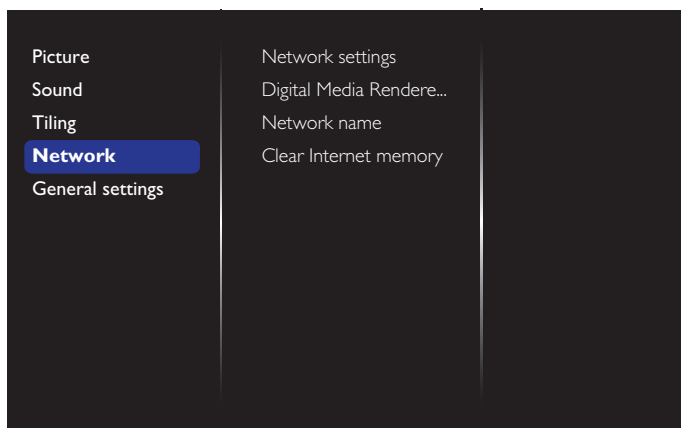 Picture
Sound
Tiling
Network
General settings
Network settings
Digital Media Rendere...
Network name
Clear Internet memory